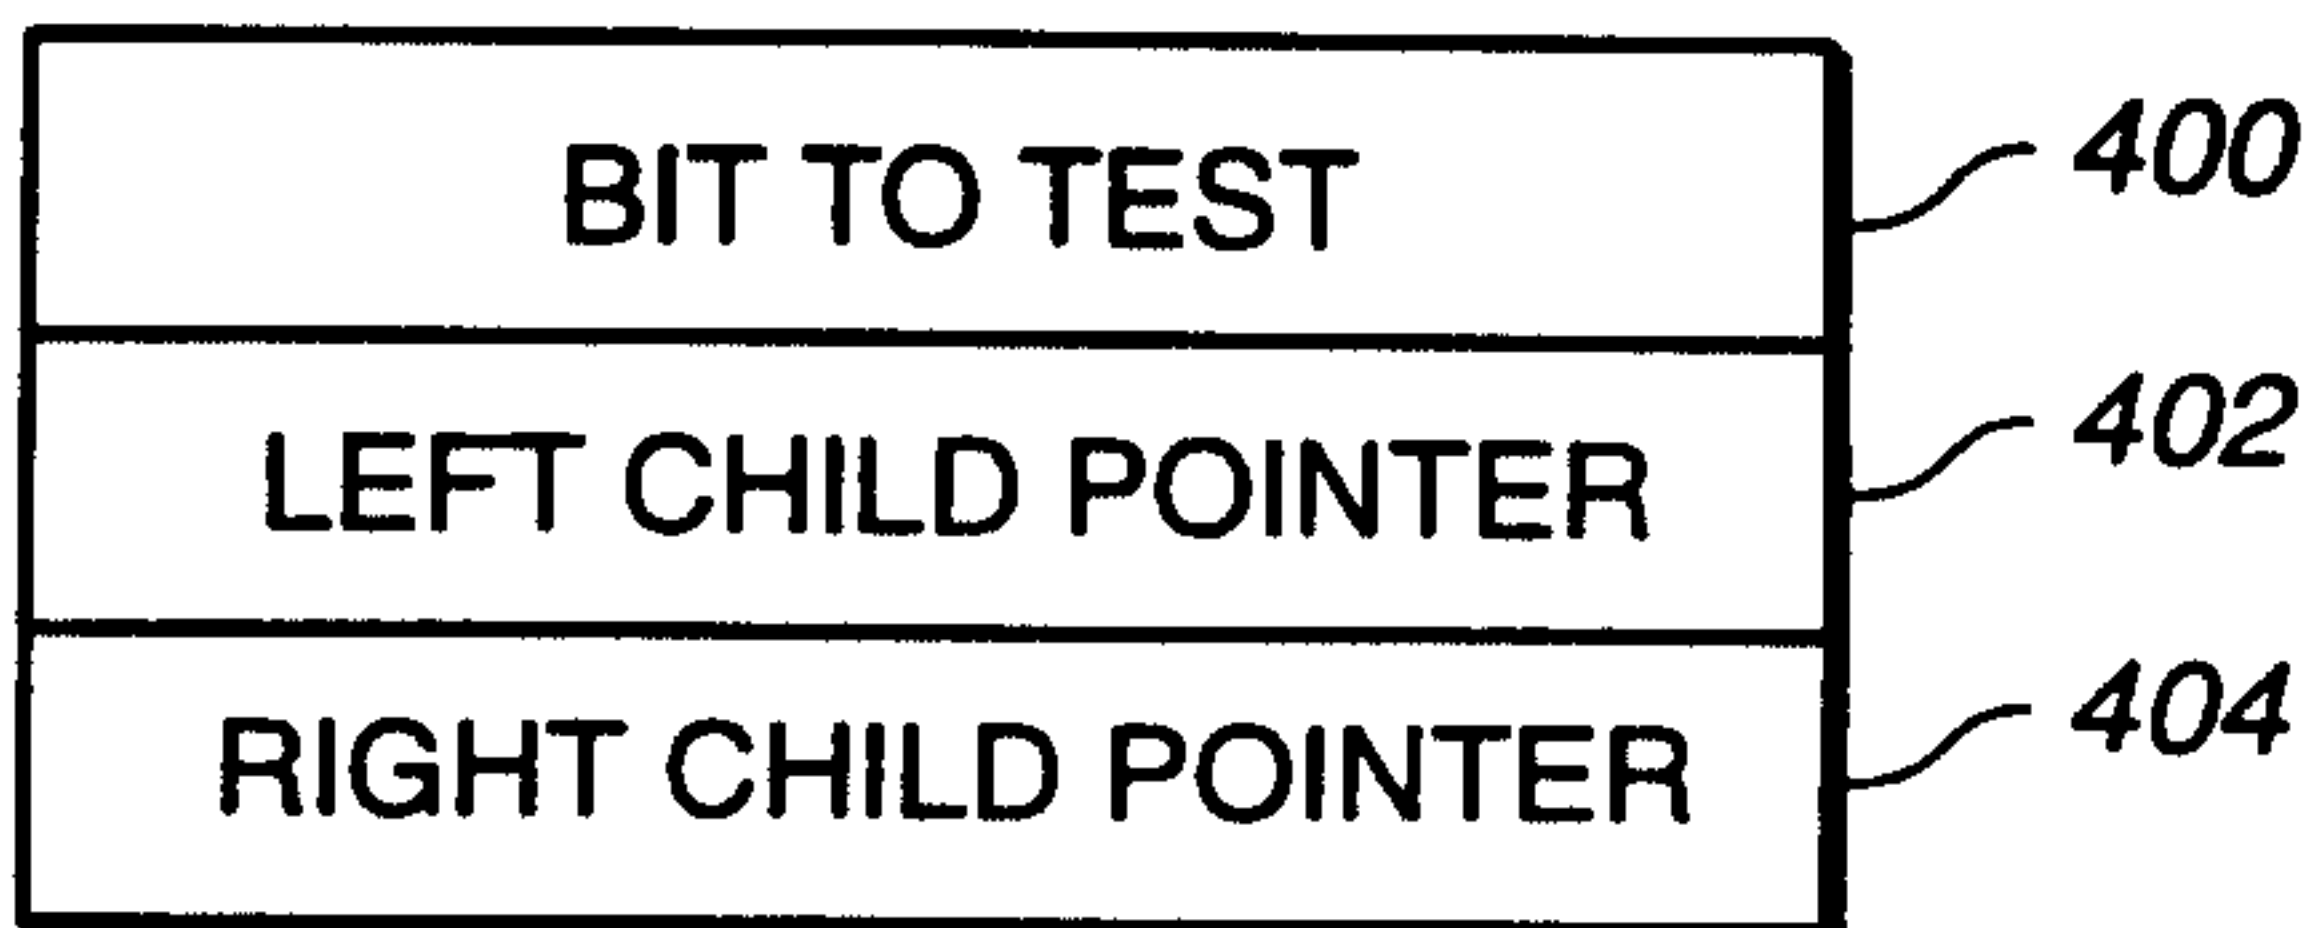 BIT TO TEST 400
LEFT CHILD POINTER 402
RIGHT CHILD POINTER 404